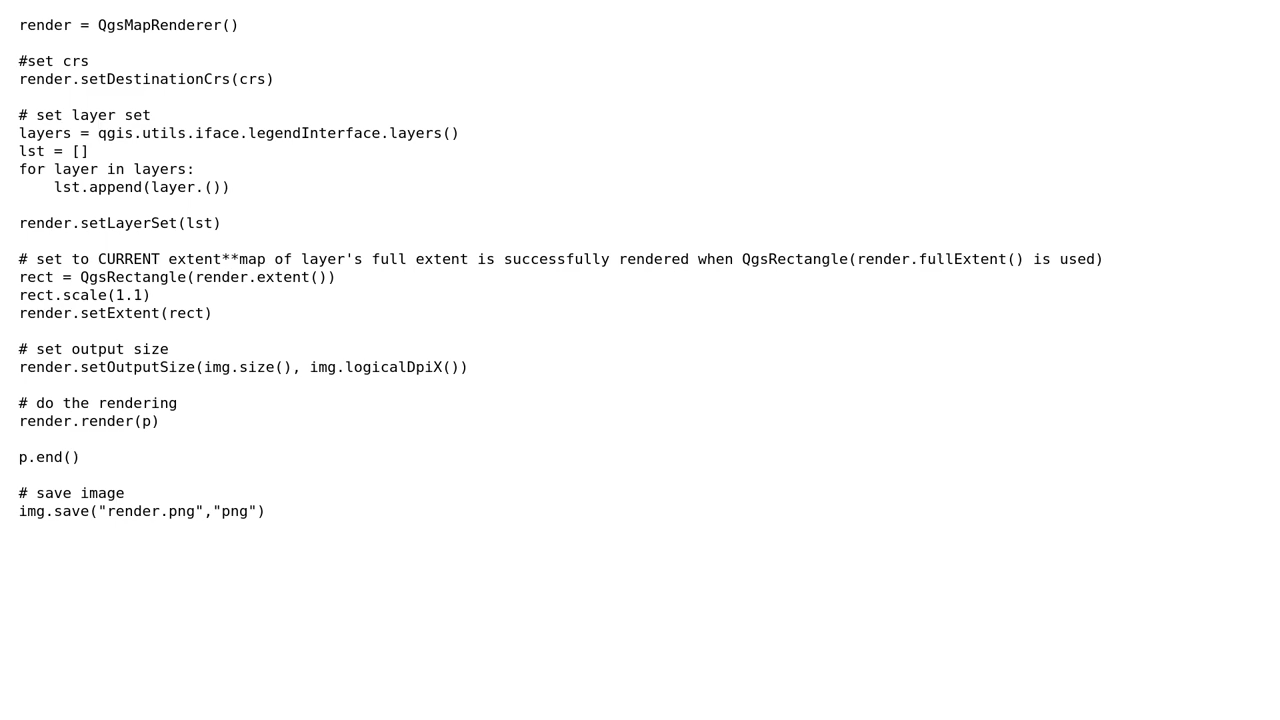 render = QgsMapRenderer()
#set crs
render.setDestinationCrs(crs)
# set layer set
layers = qgis.utils.iface.legendInterface.layers()
lst = []
for layer in layers:
    lst.append(layer.())
render.setLayerSet(lst)
# set to CURRENT extent**map of layer's full extent is successfully rendered when QgsRectangle(render.fullExtent() is used)
rect = QgsRectangle(render.extent())
rect.scale(1.1)
render.setExtent(rect)
# set output size
render.setOutputSize(img.size(), img.logicalDpiX())
# do the rendering
render.render(p)
p.end()
# save image
img.save("render.png","png")